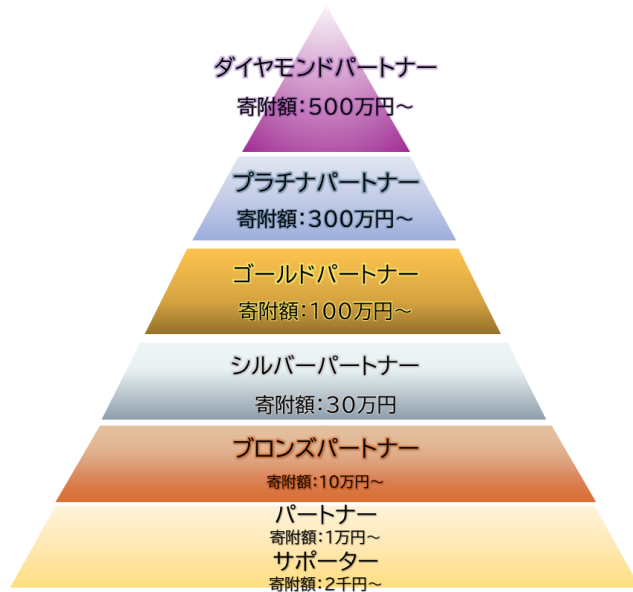 ダイヤモンドパートナー
寄附額：500万円～
プラチナパートナー
寄附額：300万円～
ゴールドパートナー
寄附額：100万円～
シルバーパートナー
寄附額：30万円
ブロンズパートナー
寄附額：10万円～
パートナー
寄附額：1万円～
サポーター
寄附額：2千円～